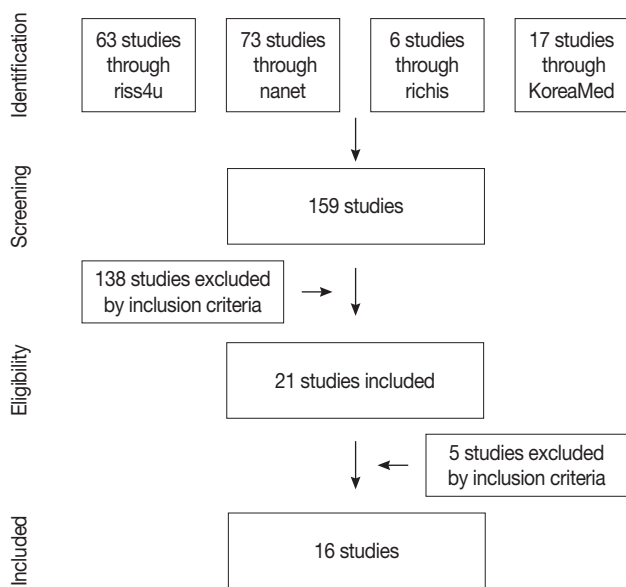 Identification
63 studies
through
riss4u
73 studies
through
nanet
6 studies
through
richis
17 studies
through
KoreaMed
Screening
159 studies
138 studies excluded
by inclusion criteria
Eligibility
21 studies included
5 studies excluded
by inclusion criteria
Included
16 studies